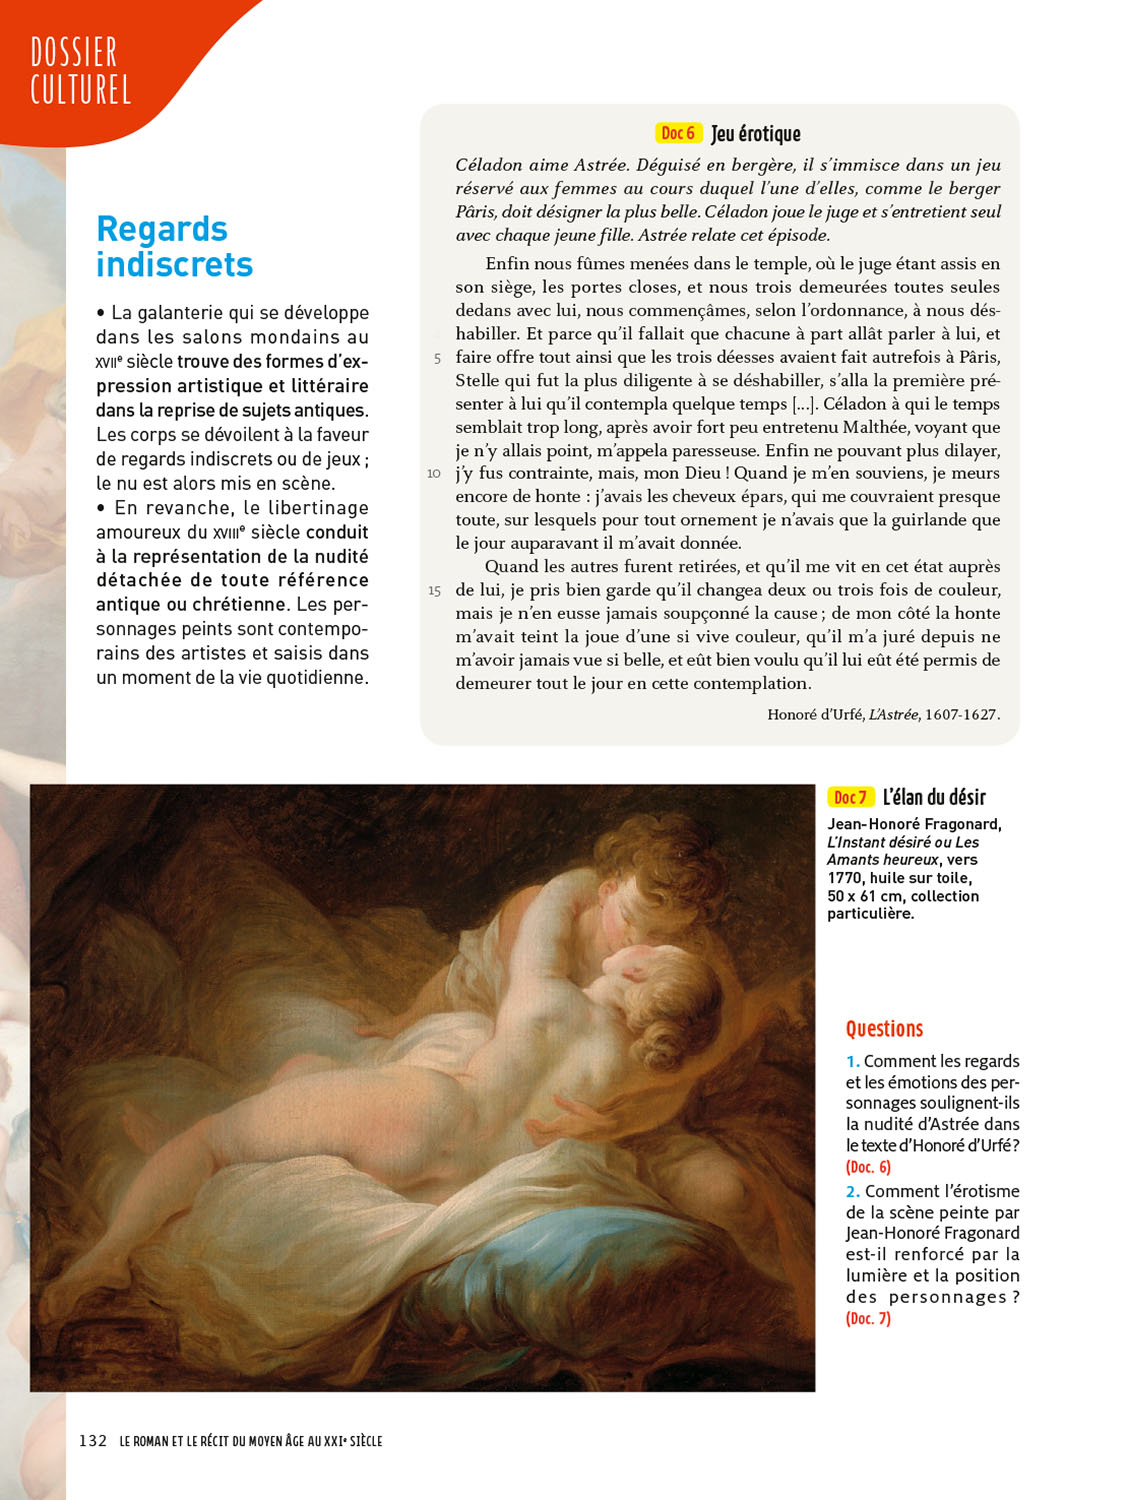 DOSSIER
CULTUREL
Regards
indiscrets
• La galanterie qui se développe
dans les salons mondains au
XVIIᵉ siècle trouve des formes d’ex-
pression artistique et littéraire
dans la reprise de sujets antiques.
Les corps se dévoilent à la faveur
de regards indiscrets ou de jeux ;
le nu est alors mis en scène.
• En revanche, le libertinage
amoureux du XVIIIᵉ siècle conduit
à la représentation de la nudité
détachée de toute référence
antique ou chrétienne. Les per-
sonnages peints sont contempo-
rains des artistes et saisis dans
un moment de la vie quotidienne.
Doc 6 Jeu érotique
Céladon aime Astrée. Déguisé en bergère, il s’immisce dans un jeu
réservé aux femmes au cours duquel l’une d’elles, comme le berger
Pâris, doit désigner la plus belle. Céladon joue le juge et s’entretient seul
avec chaque jeune fille. Astrée relate cet épisode.
Enfin nous fûmes menées dans le temple, où le juge étant assis en
son siège, les portes closes, et nous trois demeurées toutes seules
dedans avec lui, nous commençâmes, selon l’ordonnance, à nous dés-
habiller. Et parce qu’il fallait que chacune à part allât parler à lui, et
5 faire offre tout ainsi que les trois déesses avaient fait autrefois à Pâris,
Stelle qui fut la plus diligente à se déshabiller, s’alla la première pré-
senter à lui qu’il contempla quelque temps [...]. Céladon à qui le temps
semblait trop long, après avoir fort peu entretenu Malthée, voyant que
je n’y allais point, m’appela paresseuse. Enfin ne pouvant plus dilayer,
10 j’y fus contrainte, mais, mon Dieu ! Quand je m’en souviens, je meurs
encore de honte : j’avais les cheveux épars, qui me couvraient presque
toute, sur lesquels pour tout ornement je n’avais que la guirlande que
le jour auparavant il m’avait donnée.
Quand les autres furent retirées, et qu’il me vit en cet état auprès
15 de lui, je pris bien garde qu’il changea deux ou trois fois de couleur,
mais je n’en eusse jamais soupçonné la cause ; de mon côté la honte
m’avait teint la joue d’une si vive couleur, qu’il m’a juré depuis ne
m’avoir jamais vue si belle, et eût bien voulu qu’il lui eût été permis de
demeurer tout le jour en cette contemplation.
Honoré d’Urfé, L’Astrée, 1607-1627.
Doc 7 L’élan du désir
Jean-Honoré Fragonard,
L’Instant désiré ou Les
Amants heureux, vers
1770, huile sur toile,
50 x 61 cm, collection
particulière.
Questions
1. Comment les regards
et les émotions des per-
sonnages soulignent-ils
la nudité d’Astrée dans
le texte d’Honoré d’Urfé ?
(Doc. 6)
2. Comment l’érotisme
de la scène peinte par
Jean-Honoré Fragonard
est-il renforcé par la
lumière et la position
des personnages ?
(Doc. 7)
132 LE ROMAN ET LE RÉCIT DU MOYEN ÂGE AU XXIᵉ SIÈCLE